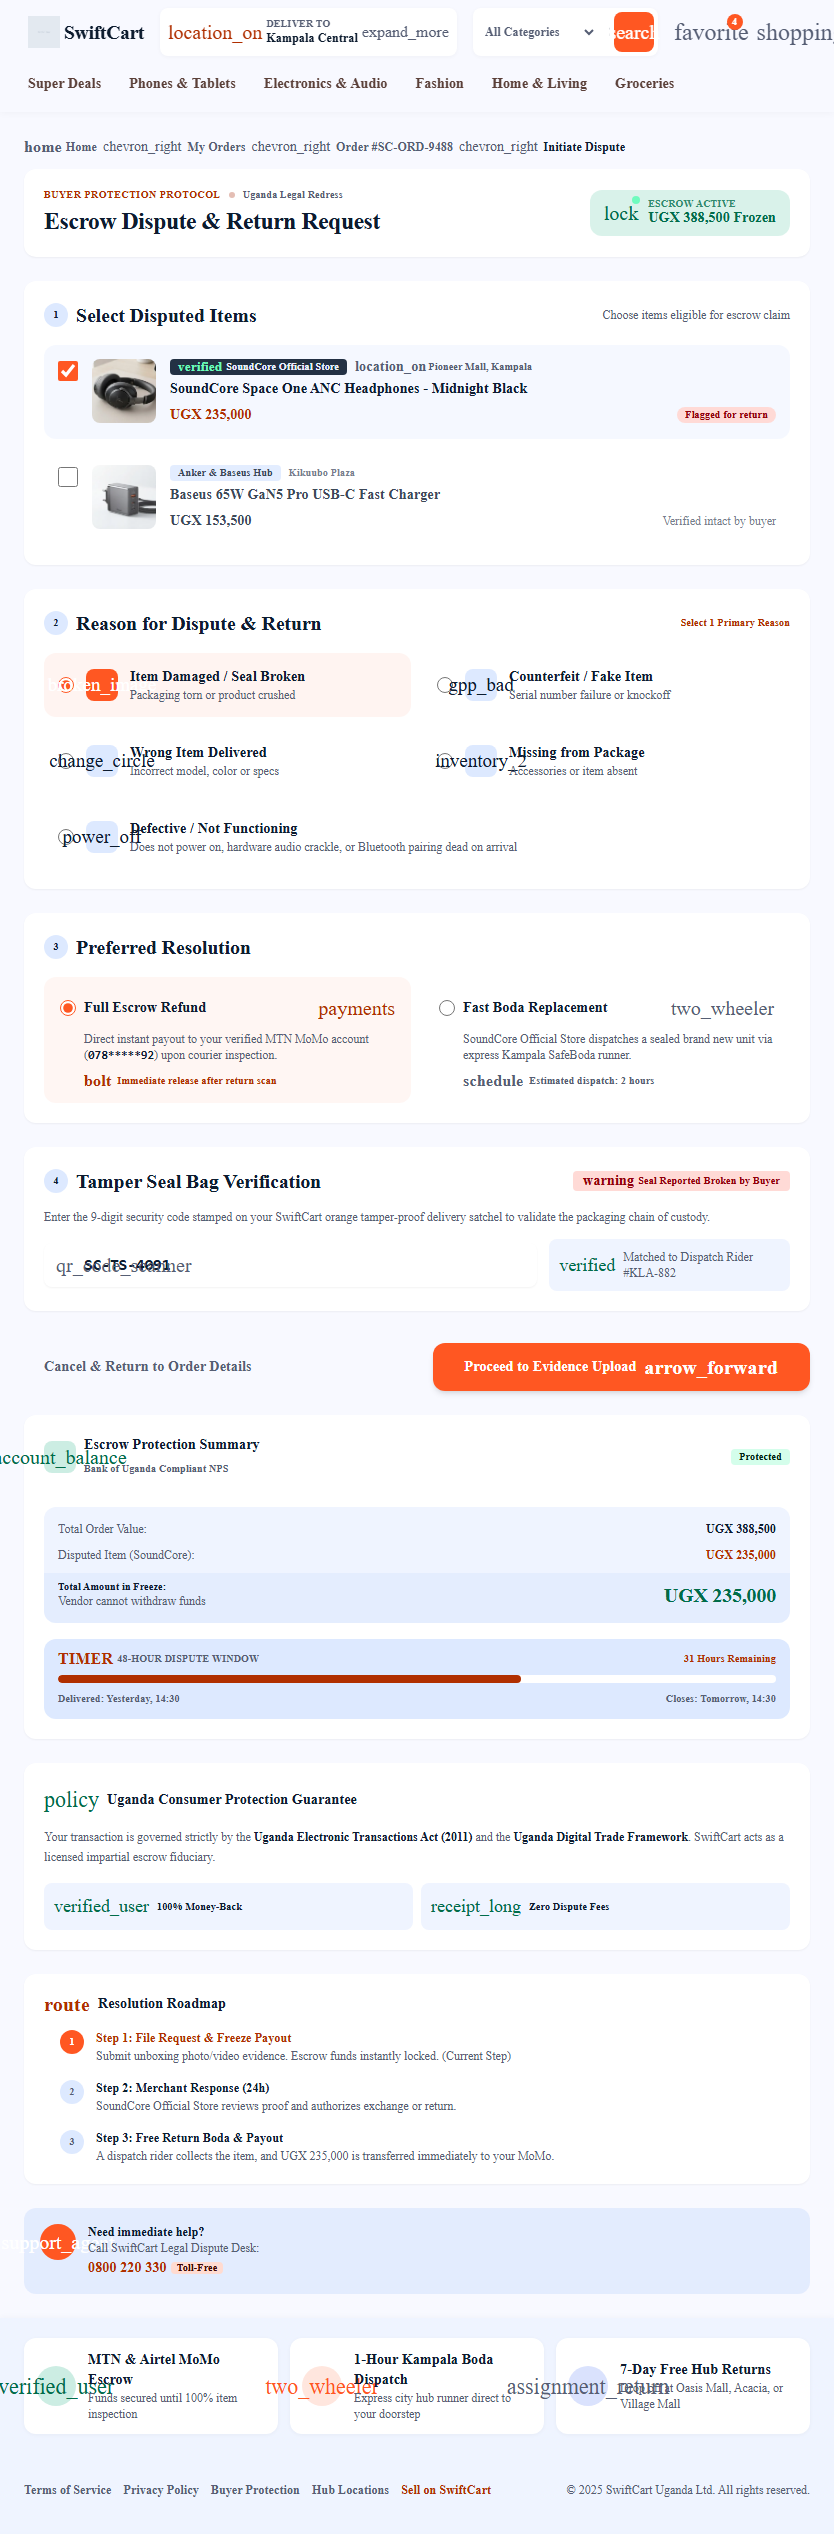 SwiftCart
location_on
DELIVER TO
Kampala Central
expand_more
All Categories
search
favorite
4
shopping
Super Deals
Phones & Tablets
Electronics & Audio
Fashion
Home & Living
Groceries
home Home chevron_right My Orders chevron_right Order #SC-ORD-9488 chevron_right Initiate Dispute
BUYER PROTECTION PROTOCOL
Uganda Legal Redress
Escrow Dispute & Return Request
lock
ESCROW ACTIVE
UGX 388,500 Frozen
1
Select Disputed Items
Choose items eligible for escrow claim
verified SoundCore Official Store
location_on Pioneer Mall, Kampala
SoundCore Space One ANC Headphones - Midnight Black
UGX 235,000
Flagged for return
Anker & Baseus Hub
Kikuubo Plaza
Baseus 65W GaN5 Pro USB-C Fast Charger
UGX 153,500
Verified intact by buyer
2
Reason for Dispute & Return
Select 1 Primary Reason
Item Damaged / Seal Broken
Packaging torn or product crushed
gpp_bad
Counterfeit / Fake Item
Serial number failure or knockoff
change_circle
Wrong Item Delivered
Incorrect model, color or specs
inventory_2
Missing from Package
Accessories or item absent
power_off
Defective / Not Functioning
Does not power on, hardware audio crackle, or Bluetooth pairing dead on arrival
3
Preferred Resolution
Full Escrow Refund
payments
Direct instant payout to your verified MTN MoMo account
(078*****92) upon courier inspection.
bolt Immediate release after return scan
Fast Boda Replacement
two_wheeler
SoundCore Official Store dispatches a sealed brand new unit via
express Kampala SafeBoda runner.
schedule Estimated dispatch: 2 hours
4
Tamper Seal Bag Verification
warning Seal Reported Broken by Buyer
Enter the 9-digit security code stamped on your SwiftCart orange tamper-proof delivery satchel to validate the packaging chain of custody.
qr_code_scanner
SC-TS-4091
verified
Matched to Dispatch Rider
#KLA-882
Cancel & Return to Order Details
Proceed to Evidence Upload arrow_forward
account_balance
Escrow Protection Summary
Bank of Uganda Compliant NPS
Protected
Total Order Value:
UGX 388,500
Disputed Item (SoundCore):
UGX 235,000
Total Amount in Freeze:
Vendor cannot withdraw funds
UGX 235,000
TIMER 48-HOUR DISPUTE WINDOW
31 Hours Remaining
Delivered: Yesterday, 14:30
Closes: Tomorrow, 14:30
policy Uganda Consumer Protection Guarantee
Your transaction is governed strictly by the Uganda Electronic Transactions Act (2011) and the Uganda Digital Trade Framework. SwiftCart acts as a
licensed impartial escrow fiduciary.
verified_user 100% Money-Back
receipt_long Zero Dispute Fees
route Resolution Roadmap
1
Step 1: File Request & Freeze Payout
Submit unboxing photo/video evidence. Escrow funds instantly locked. (Current Step)
2
Step 2: Merchant Response (24h)
SoundCore Official Store reviews proof and authorizes exchange or return.
3
Step 3: Free Return Boda & Payout
A dispatch rider collects the item, and UGX 235,000 is transferred immediately to your MoMo.
Need immediate help?
Call SwiftCart Legal Dispute Desk:
0800 220 330 Toll-Free
verified_user
MTN & Airtel MoMo
Escrow
Funds secured until 100% item
inspection
two_wheeler
1-Hour Kampala Boda
Dispatch
Express city hub runner direct to
your doorstep
assignment_return
7-Day Free Hub Returns
Drop off at Oasis Mall, Acacia, or
Village Mall
Terms of Service
Privacy Policy
Buyer Protection
Hub Locations
Sell on SwiftCart
© 2025 SwiftCart Uganda Ltd. All rights reserved.